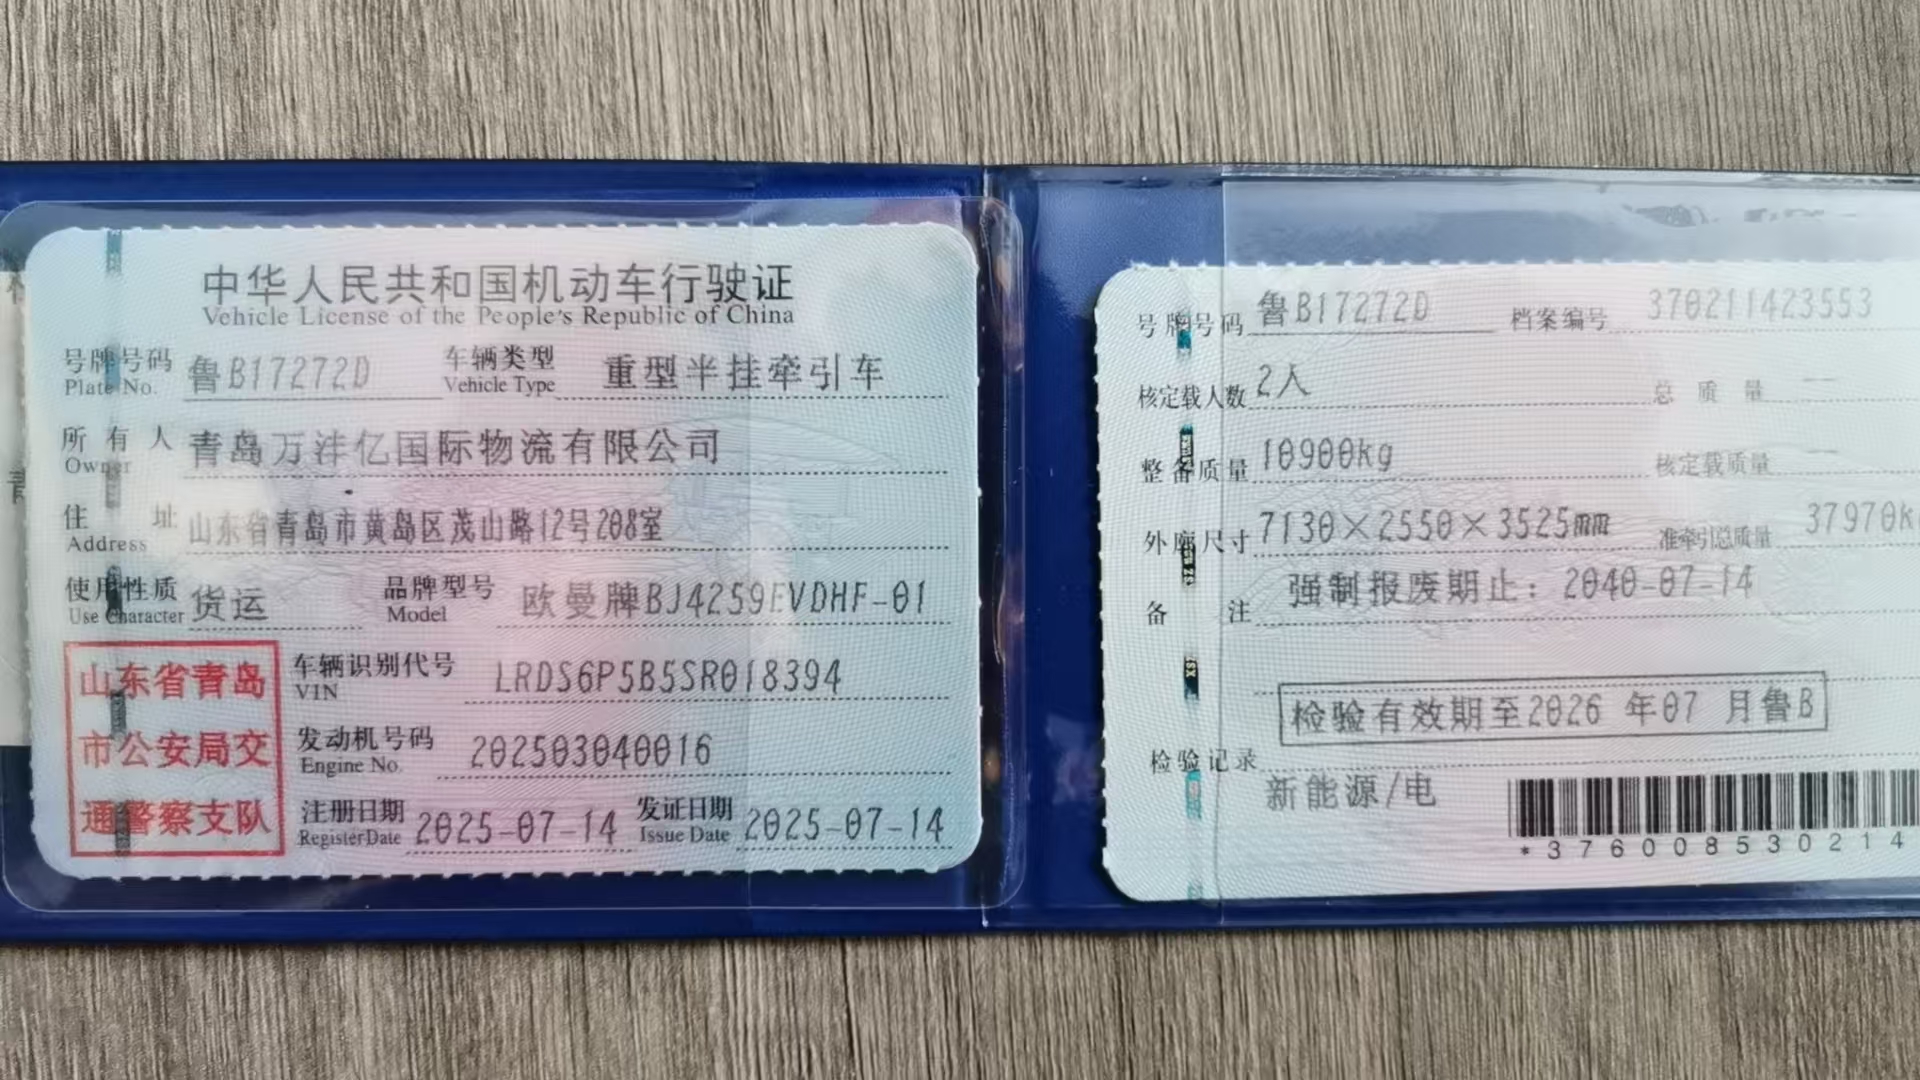 中华人民共和国机动车行驶证
Vehicle License of the People's Republic of China
号牌号码 鲁B17272D 车辆类型 重型半挂牵引车
Plate No. Vehicle Type
所有人 青岛万沣亿国际物流有限公司
Owner
住址 山东省青岛市黄岛区茂山路12号208室
Address
使用性质 货运 品牌型号 欧曼牌BJ4259EVDHF-01
Use Character Model
山东省青岛
市公安局交
通警察支队
车辆识别代号 LRDS6P5B5SR018394
VIN
发动机号码 202503040016
Engine No.
注册日期 2025-07-14 发证日期 2025-07-14
Register Date Issue Date
号牌号码 鲁B17272D 档案编号 370211423553
核定载人数 2人 总质量 --
整备质量 10900kg 核定载质量 --
外廓尺寸 7130×2550×3525mm 准牵引总质量 37970k
备注 强制报废期止：2040-07-14
检验有效期至2026 年07 月鲁B
检验记录
新能源/电
*376008530214